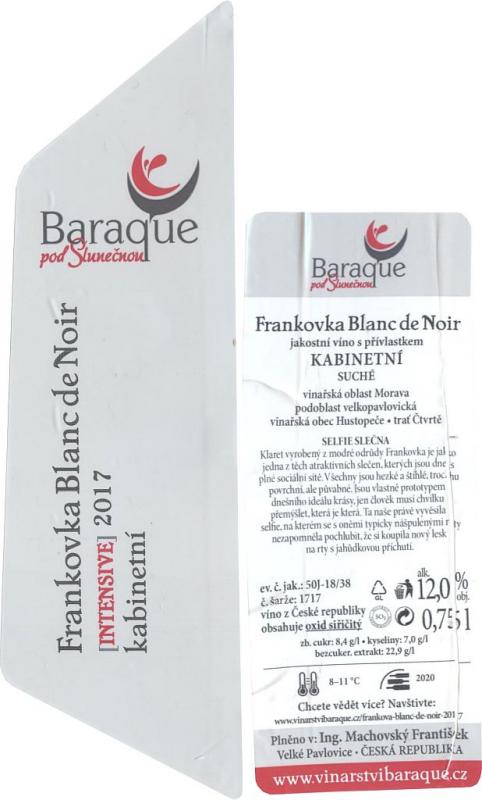 Baraque
pod Slunečnou
Frankovka Blanc de Noir
[INTENSIVE] 2017
kabinetní
Baraque
pod Slunečnou
Frankovka Blanc de Noir
jakostní víno s přívlastkem
KABINETNÍ
SUCHÉ
vinařská oblast Morava
podoblast velkopavlovická
vinařská obec Hustopeče • trať Čtvrtě
SELFIE SLEČNA
Klaret vyrobený z modré odrůdy Frankovka je jako
jedna z těch atraktivních slečen, kterých jsou dnes
plné sociální sítě. Všechny jsou hezké a štíhlé, trochu
povrchní, ale půvabné. Jsou vlastně prototypem
dnešního ideálu krásy, jen člověk musí chvilku
přemýšlet, která je která. Ta naše právě vyvěsila
selfie, na kterém se s oněmi typicky našpulenými rty
nezapomněla pochlubit, že si koupila nový lesk
na rty s jahůdkovou příchutí.
ev. č. jak.: 50J-18/38
č. šarže: 1717
víno z České republiky
obsahuje oxid siřičitý
GL
SO₂
alk.
12,0 %
obj.
0,75 l
zb. cukr: 8,4 g/l • kyseliny: 7,0 g/l
bezcuker. extrakt: 22,9 g/l
8–11 °C
2020
Chcete vědět více? Navštivte:
www.vinarstvibaraque.cz/frankova-blanc-de-noir-2017
Plněno v: Ing. Machovský František
Velké Pavlovice • ČESKÁ REPUBLIKA
www.vinarstvibaraque.cz